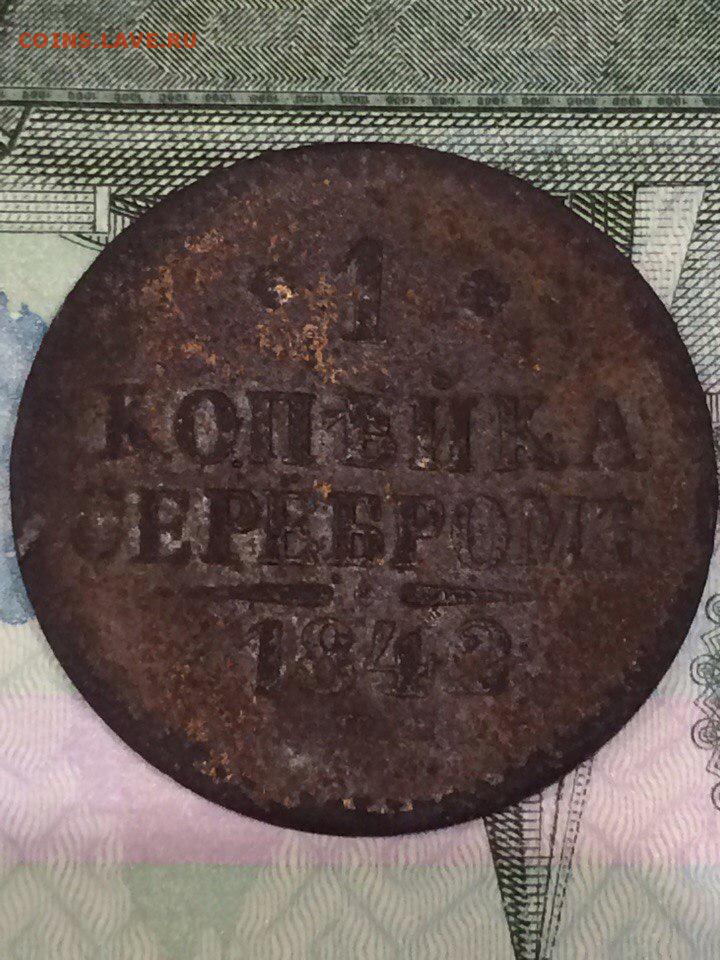 COINS.LAVE.RU
1
КОПѢЙКА
СЕРЕБРОМЪ
1842